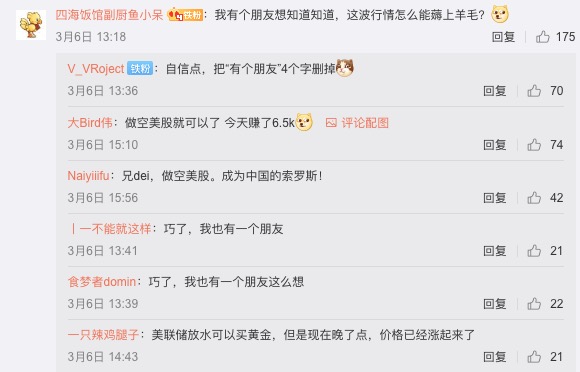 四海饭馆副厨鱼小呆 铁粉：我有个朋友想知道知道，这波行情怎么能薅上羊毛？
3月6日 13:18 回复 175
V_VRoject 铁粉：自信点，把“有个朋友”4个字删掉
3月6日 13:36 回复 70
大Bird伟：做空美股就可以了 今天赚了6.5k 评论配图
3月6日 15:10 回复 74
Naiyiiifu：兄dei，做空美股。成为中国的索罗斯！
3月6日 15:56 回复 42
丨一不能就这样：巧了，我也有一个朋友
3月6日 13:41 回复 21
食梦者domin：巧了，我也有一个朋友这么想
3月6日 13:39 回复 22
一只辣鸡腿子：美联储放水可以买黄金，但是现在晚了点，价格已经涨起来了
3月6日 14:43 回复 21